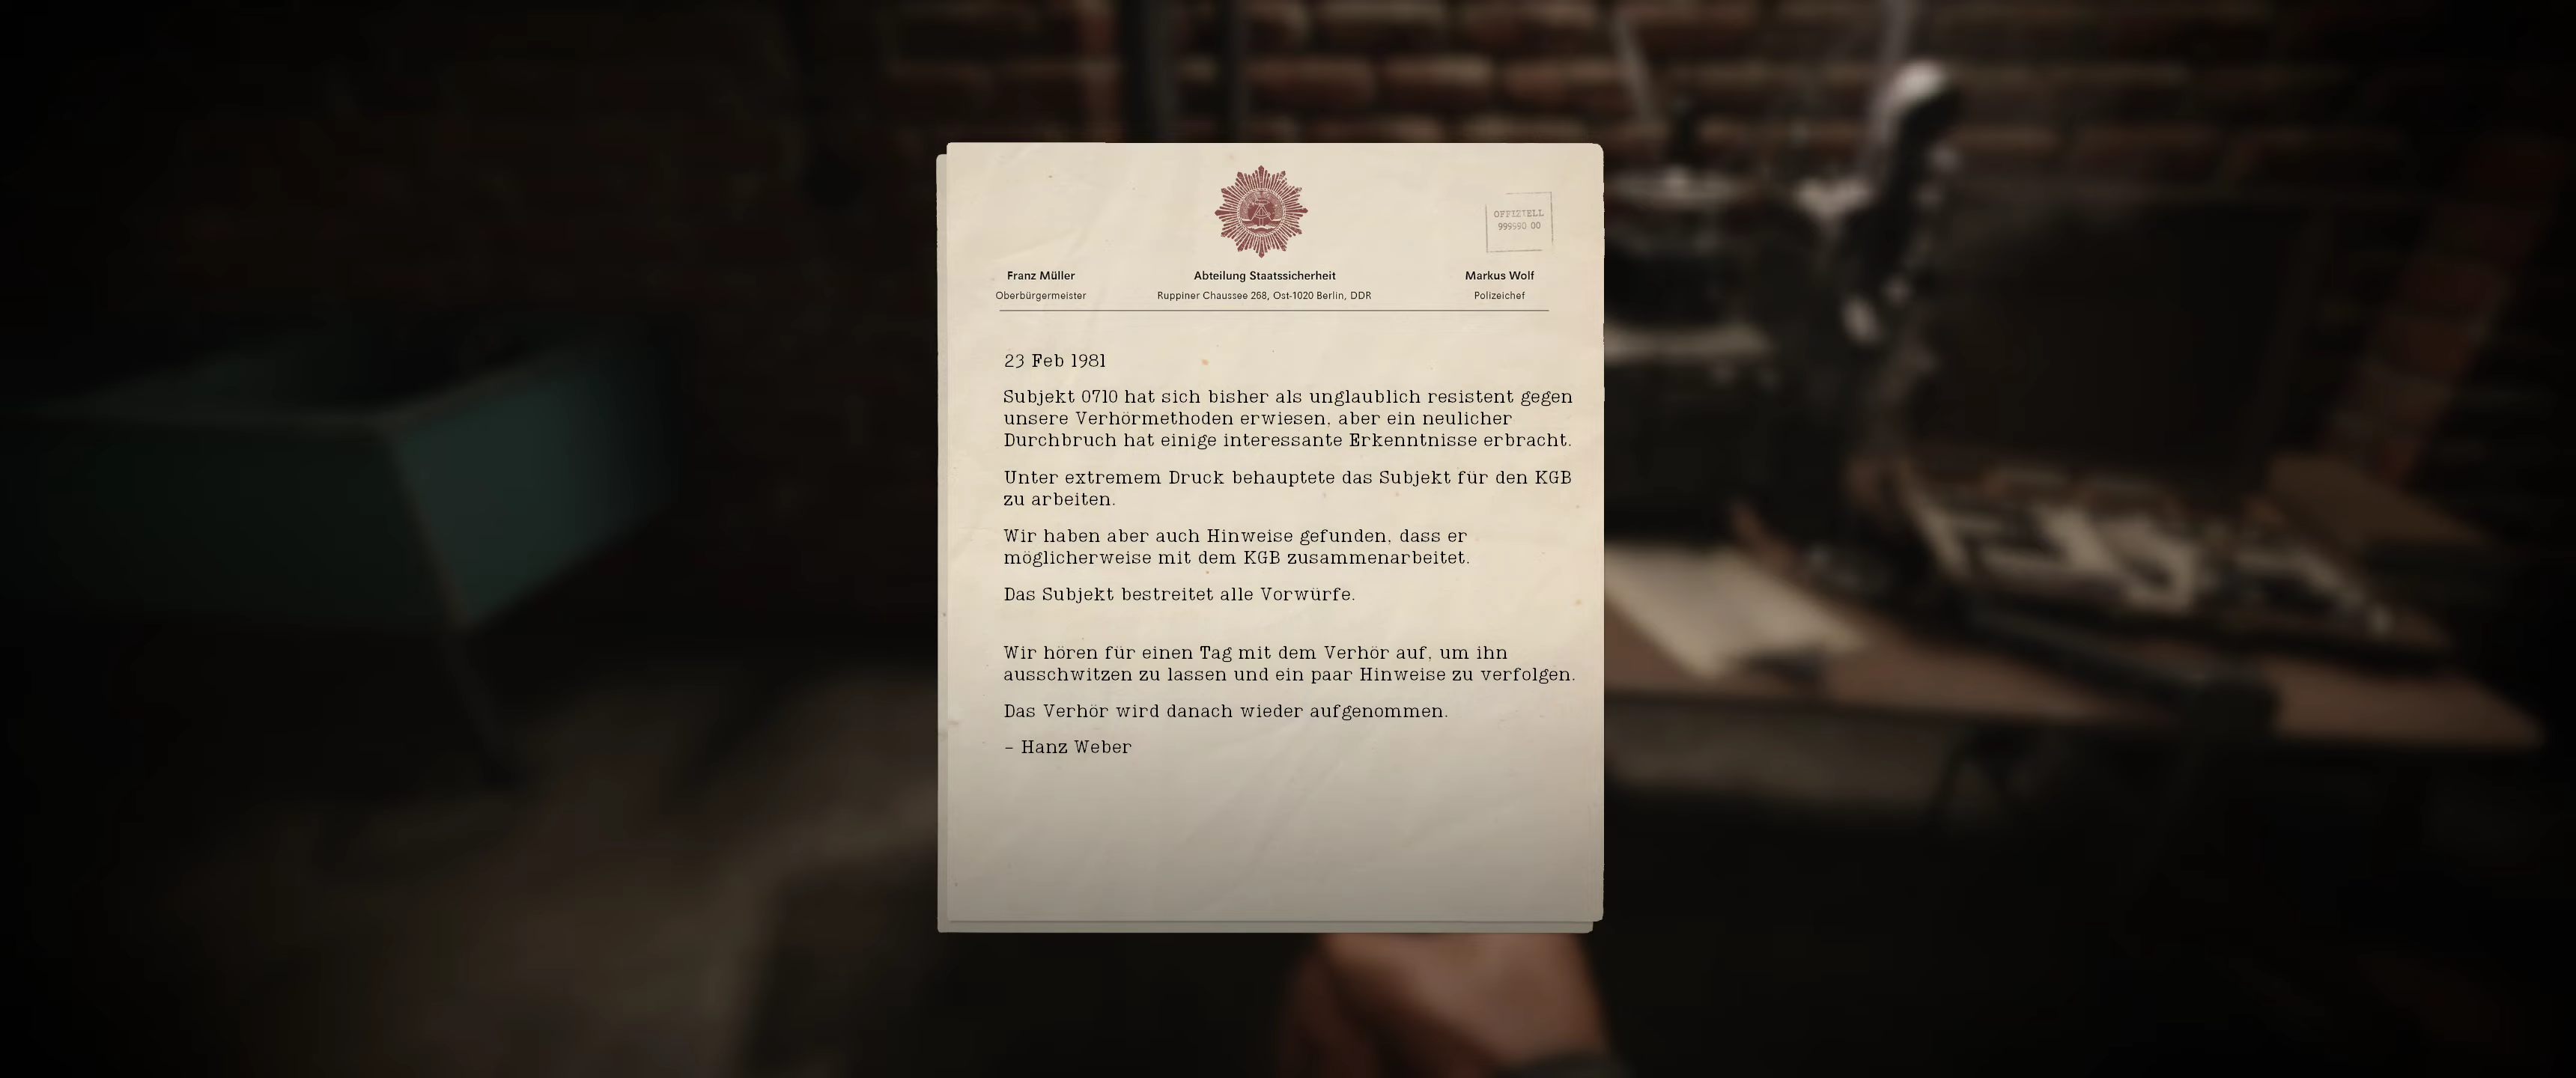 OFFIZIELL
999990 00
Franz Müller
Oberbürgermeister
Abteilung Staatssicherheit
Ruppiner Chaussee 268, Ost-1020 Berlin, DDR
Markus Wolf
Polizeichef
23 Feb 1981
Subjekt 0710 hat sich bisher als unglaublich resistent gegen
unsere Verhörmethoden erwiesen, aber ein neulicher
Durchbruch hat einige interessante Erkenntnisse erbracht.
Unter extremem Druck behauptete das Subjekt für den KGB
zu arbeiten.
Wir haben aber auch Hinweise gefunden, dass er
möglicherweise mit dem KGB zusammenarbeitet.
Das Subjekt bestreitet alle Vorwürfe.
Wir hören für einen Tag mit dem Verhör auf, um ihn
ausschwitzen zu lassen und ein paar Hinweise zu verfolgen.
Das Verhör wird danach wieder aufgenommen.
– Hanz Weber